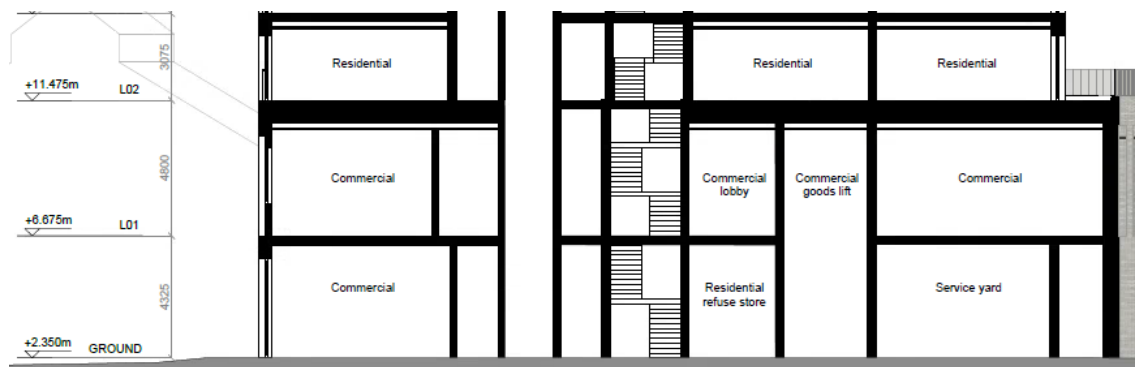 3075
Residential
Residential
Residential
+11.475m
L02
4800
Commercial
Commercial
lobby
Commercial
goods lift
Commercial
+6.675m
L01
4325
Commercial
Residential
refuse store
Service yard
+2.350m
GROUND